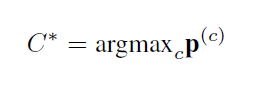 C* = argmax_c p^(c)